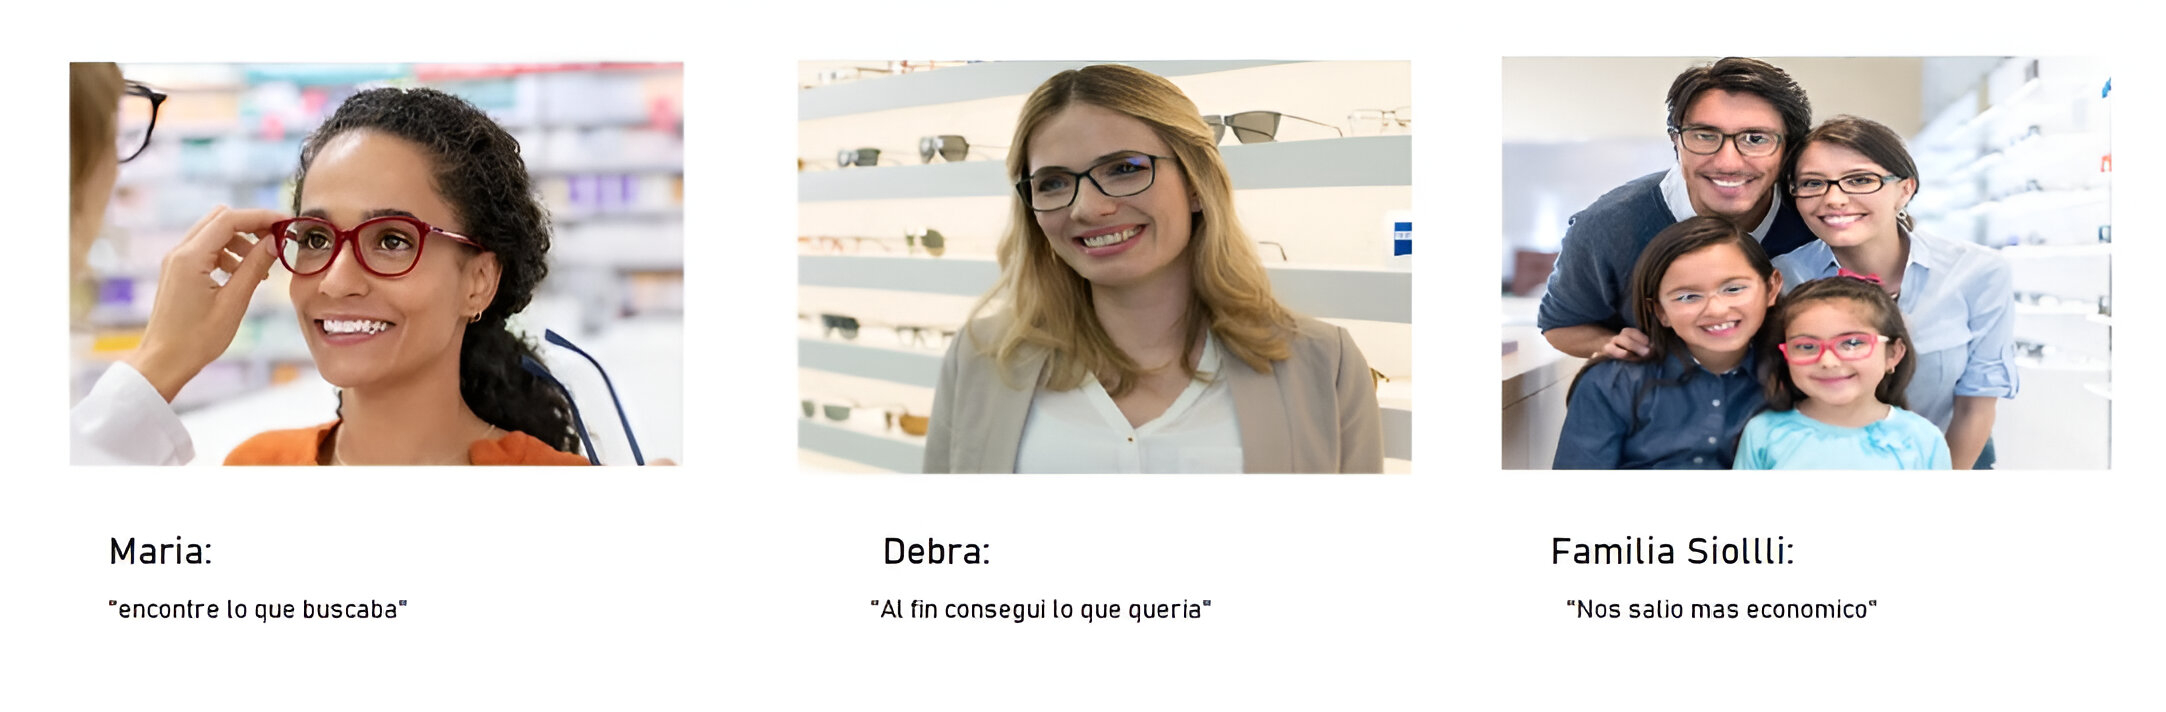 Maria:
"encontre lo que buscaba"
Debra:
"Al fin consegui lo que queria"
Familia Siollli:
"Nos salio mas economico"